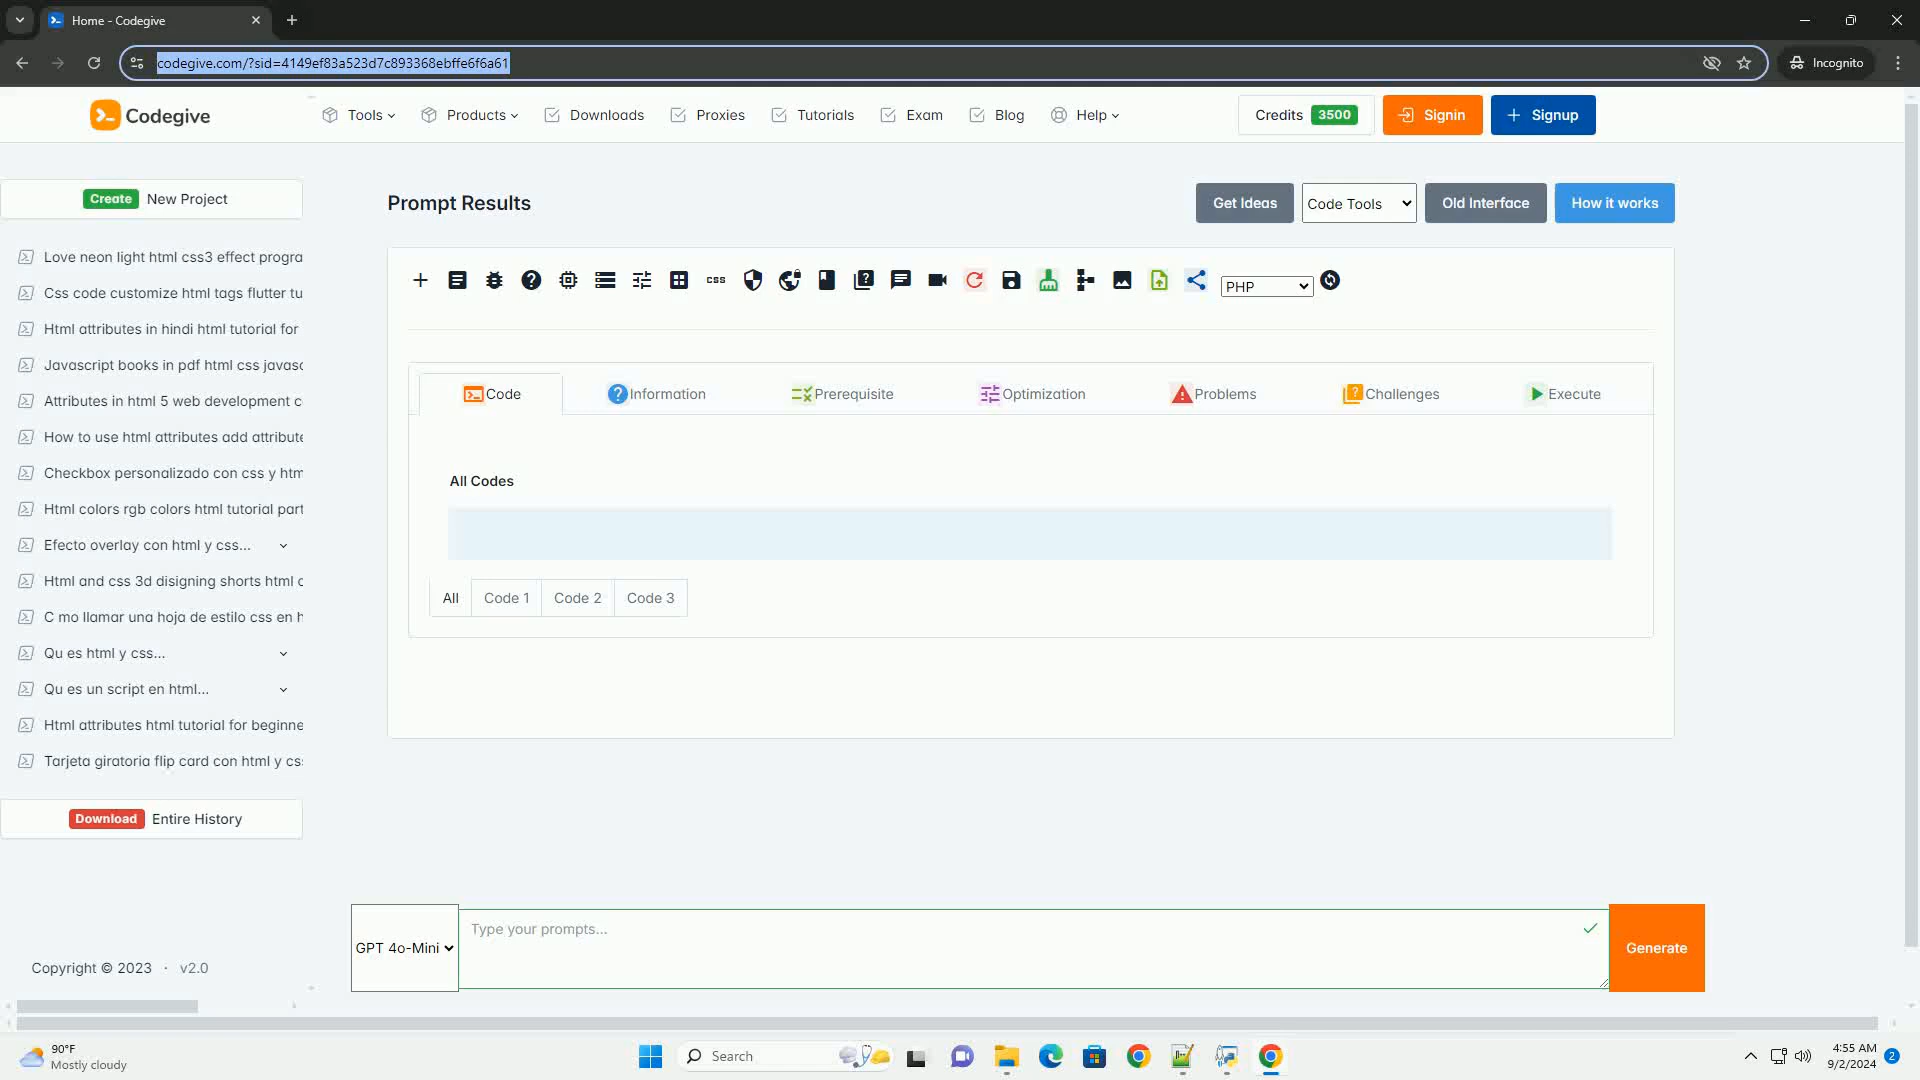 Home - Codegive
codegive.com/?sid=4149ef83a523d7c893368ebffe6f6a61
Incognito
Codegive
Tools
Products
Downloads
Proxies
Tutorials
Exam
Blog
Help
Credits 3500
Signin
Signup
Create New Project
Love neon light html css3 effect progra
Css code customize html tags flutter tu
Html attributes in hindi html tutorial for
Javascript books in pdf html css javasc
Attributes in html 5 web development c
How to use html attributes add attribute
Checkbox personalizado con css y htm
Html colors rgb colors html tutorial part
Efecto overlay con html y css...
Html and css 3d disigning shorts html c
C mo llamar una hoja de estilo css en h
Qu es html y css...
Qu es un script en html...
Html attributes html tutorial for beginne
Tarjeta giratoria flip card con html y cs
Download Entire History
Copyright © 2023 · v2.0
Prompt Results
Get Ideas
Code Tools
Old Interface
How it works
css
PHP
Code
Information
Prerequisite
Optimization
Problems
Challenges
Execute
All Codes
All
Code 1
Code 2
Code 3
GPT 4o-Mini
Type your prompts...
Generate
90°F
Mostly cloudy
Search
4:55 AM
9/2/2024
2